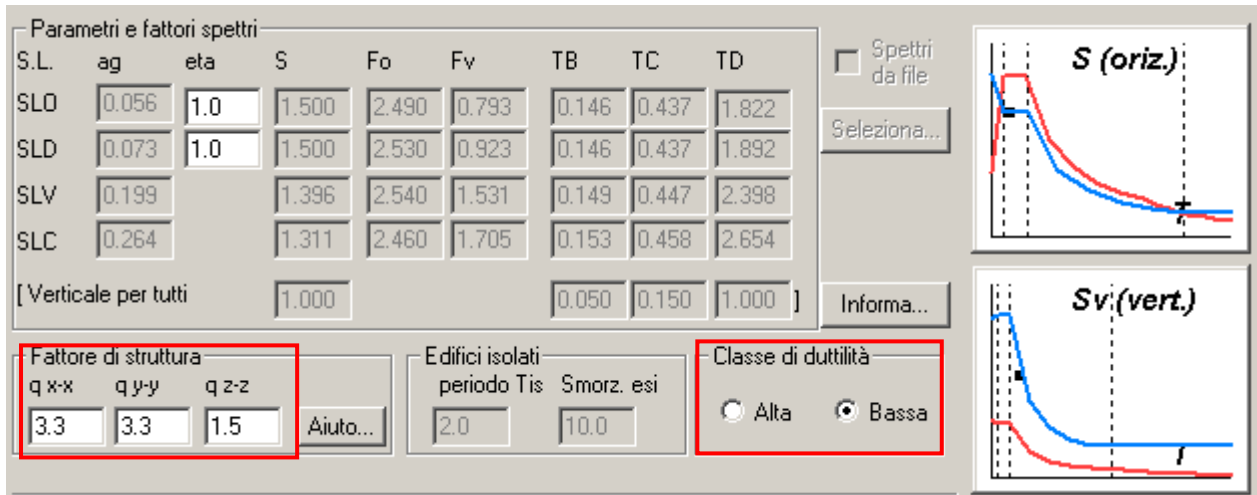 Parametri e fattori spettri
S.L. ag eta S Fo Fv TB TC TD
SLO 0.056 1.0 1.500 2.490 0.793 0.146 0.437 1.822
SLD 0.073 1.0 1.500 2.530 0.923 0.146 0.437 1.892
SLV 0.199 1.396 2.540 1.531 0.149 0.447 2.398
SLC 0.264 1.311 2.460 1.705 0.153 0.458 2.654
[ Verticale per tutti 1.000 0.050 0.150 1.000 ]
Spettri
da file
Seleziona...
Informa...
S (oriz.)
Sv (vert.)
Fattore di struttura
q x-x q y-y q z-z
3.3 3.3 1.5 Aiuto...
Edifici isolati
periodo Tis Smorz. esi
2.0 10.0
Classe di duttilità
Alta Bassa